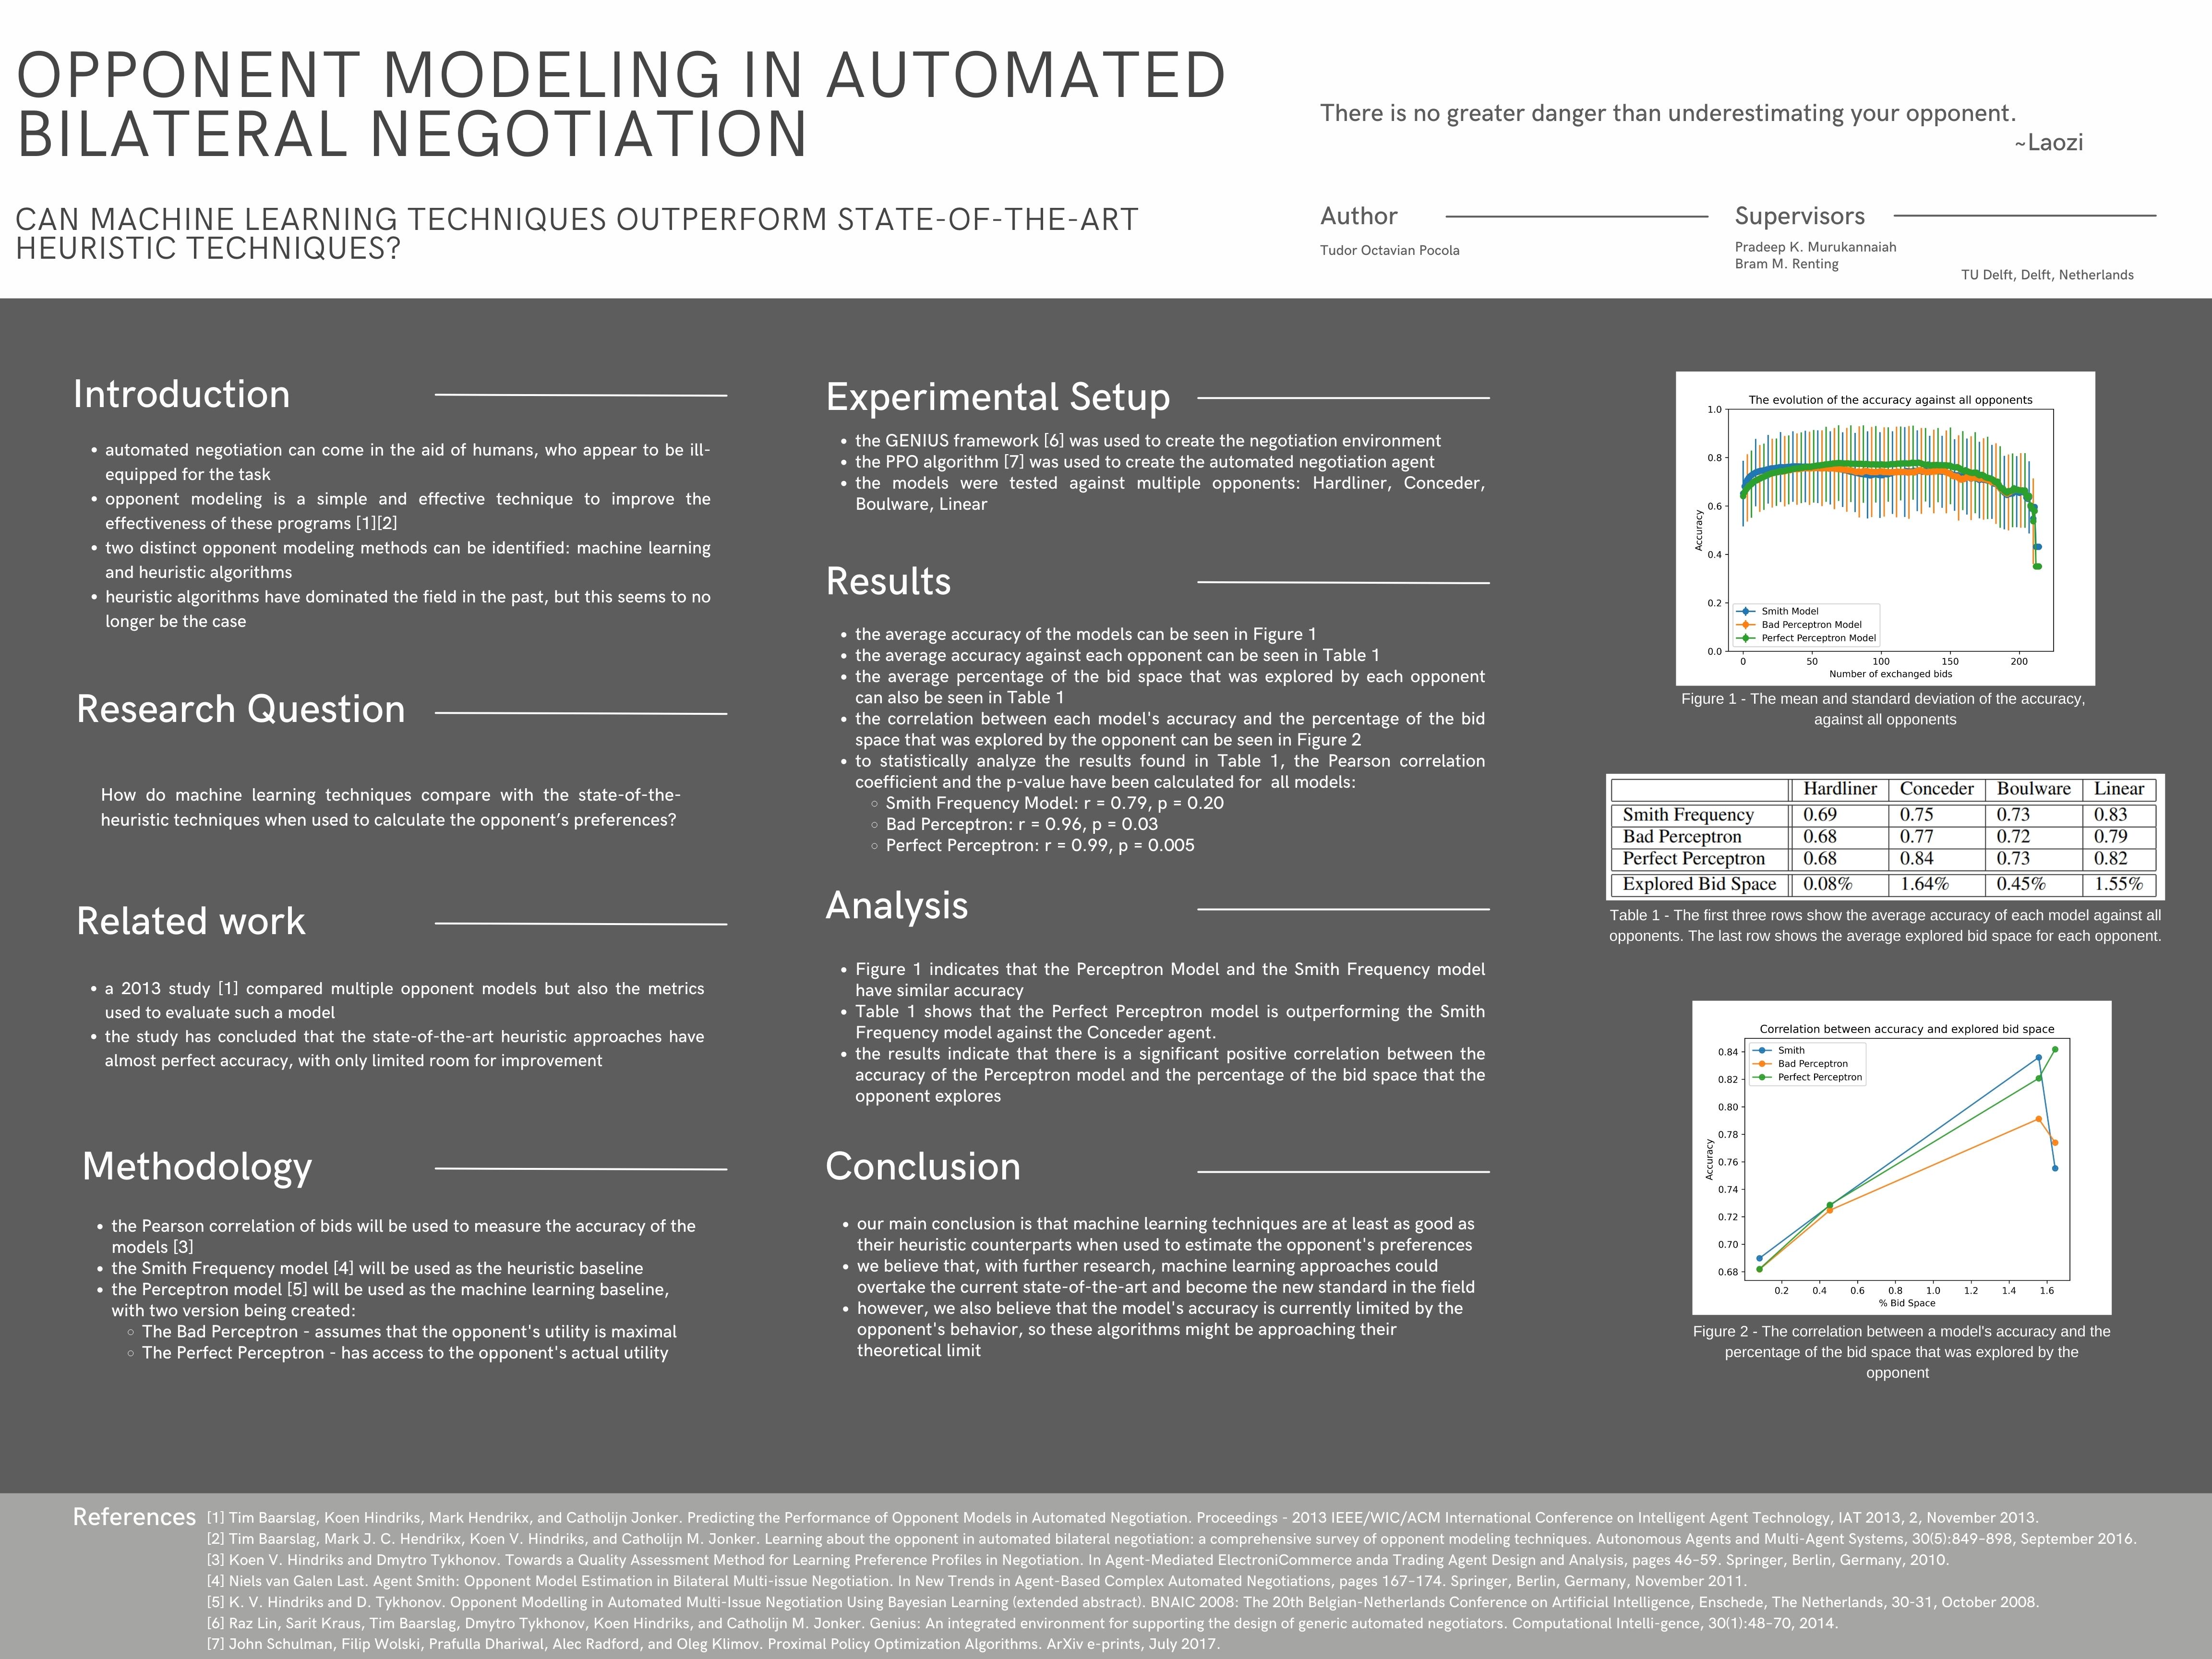 OPPONENT MODELING IN AUTOMATED
BILATERAL NEGOTIATION
CAN MACHINE LEARNING TECHNIQUES OUTPERFORM STATE-OF-THE-ART
HEURISTIC TECHNIQUES?
There is no greater danger than underestimating your opponent.
~Laozi
Author
Tudor Octavian Pocola
Supervisors
Pradeep K. Murukannaiah
Bram M. Renting
TU Delft, Delft, Netherlands
Introduction
• automated negotiation can come in the aid of humans, who appear to be ill-
equipped for the task
• opponent modeling is a simple and effective technique to improve the
effectiveness of these programs [1][2]
• two distinct opponent modeling methods can be identified: machine learning
and heuristic algorithms
• heuristic algorithms have dominated the field in the past, but this seems to no
longer be the case
Research Question
How do machine learning techniques compare with the state-of-the-
heuristic techniques when used to calculate the opponent's preferences?
Related work
• a 2013 study [1] compared multiple opponent models but also the metrics
used to evaluate such a model
• the study has concluded that the state-of-the-art heuristic approaches have
almost perfect accuracy, with only limited room for improvement
Methodology
• the Pearson correlation of bids will be used to measure the accuracy of the
models [3]
• the Smith Frequency model [4] will be used as the heuristic baseline
• the Perceptron model [5] will be used as the machine learning baseline,
with two version being created:
◦ The Bad Perceptron - assumes that the opponent's utility is maximal
◦ The Perfect Perceptron - has access to the opponent's actual utility
Experimental Setup
• the GENIUS framework [6] was used to create the negotiation environment
• the PPO algorithm [7] was used to create the automated negotiation agent
• the models were tested against multiple opponents: Hardliner, Conceder,
Boulware, Linear
Results
• the average accuracy of the models can be seen in Figure 1
• the average accuracy against each opponent can be seen in Table 1
• the average percentage of the bid space that was explored by each opponent
can also be seen in Table 1
• the correlation between each model's accuracy and the percentage of the bid
space that was explored by the opponent can be seen in Figure 2
• to statistically analyze the results found in Table 1, the Pearson correlation
coefficient and the p-value have been calculated for all models:
◦ Smith Frequency Model: r = 0.79, p = 0.20
◦ Bad Perceptron: r = 0.96, p = 0.03
◦ Perfect Perceptron: r = 0.99, p = 0.005
Analysis
• Figure 1 indicates that the Perceptron Model and the Smith Frequency model
have similar accuracy
• Table 1 shows that the Perfect Perceptron model is outperforming the Smith
Frequency model against the Conceder agent.
• the results indicate that there is a significant positive correlation between the
accuracy of the Perceptron model and the percentage of the bid space that the
opponent explores
Conclusion
• our main conclusion is that machine learning techniques are at least as good as
their heuristic counterparts when used to estimate the opponent's preferences
• we believe that, with further research, machine learning approaches could
overtake the current state-of-the-art and become the new standard in the field
• however, we also believe that the model's accuracy is currently limited by the
opponent's behavior, so these algorithms might be approaching their
theoretical limit
The evolution of the accuracy against all opponents
1.0
0.8
0.6
0.4
0.2
0.0
Accuracy
Smith Model
Bad Perceptron Model
Perfect Perceptron Model
0 50 100 150 200
Number of exchanged bids
Figure 1 - The mean and standard deviation of the accuracy,
against all opponents
Hardliner Conceder Boulware Linear
Smith Frequency 0.69 0.75 0.73 0.83
Bad Perceptron 0.68 0.77 0.72 0.79
Perfect Perceptron 0.68 0.84 0.73 0.82
Explored Bid Space 0.08% 1.64% 0.45% 1.55%
Table 1 - The first three rows show the average accuracy of each model against all
opponents. The last row shows the average explored bid space for each opponent.
Correlation between accuracy and explored bid space
Smith
Bad Perceptron
Perfect Perceptron
0.84
0.82
0.80
0.78
0.76
0.74
0.72
0.70
0.68
Accuracy
0.2 0.4 0.6 0.8 1.0 1.2 1.4 1.6
% Bid Space
Figure 2 - The correlation between a model's accuracy and the
percentage of the bid space that was explored by the
opponent
References
[1] Tim Baarslag, Koen Hindriks, Mark Hendrikx, and Catholijn Jonker. Predicting the Performance of Opponent Models in Automated Negotiation. Proceedings - 2013 IEEE/WIC/ACM International Conference on Intelligent Agent Technology, IAT 2013, 2, November 2013.
[2] Tim Baarslag, Mark J. C. Hendrikx, Koen V. Hindriks, and Catholijn M. Jonker. Learning about the opponent in automated bilateral negotiation: a comprehensive survey of opponent modeling techniques. Autonomous Agents and Multi-Agent Systems, 30(5):849–898, September 2016.
[3] Koen V. Hindriks and Dmytro Tykhonov. Towards a Quality Assessment Method for Learning Preference Profiles in Negotiation. In Agent-Mediated ElectroniCommerce anda Trading Agent Design and Analysis, pages 46–59. Springer, Berlin, Germany, 2010.
[4] Niels van Galen Last. Agent Smith: Opponent Model Estimation in Bilateral Multi-issue Negotiation. In New Trends in Agent-Based Complex Automated Negotiations, pages 167–174. Springer, Berlin, Germany, November 2011.
[5] K. V. Hindriks and D. Tykhonov. Opponent Modelling in Automated Multi-Issue Negotiation Using Bayesian Learning (extended abstract). BNAIC 2008: The 20th Belgian-Netherlands Conference on Artificial Intelligence, Enschede, The Netherlands, 30-31, October 2008.
[6] Raz Lin, Sarit Kraus, Tim Baarslag, Dmytro Tykhonov, Koen Hindriks, and Catholijn M. Jonker. Genius: An integrated environment for supporting the design of generic automated negotiators. Computational Intelli-gence, 30(1):48–70, 2014.
[7] John Schulman, Filip Wolski, Prafulla Dhariwal, Alec Radford, and Oleg Klimov. Proximal Policy Optimization Algorithms. ArXiv e-prints, July 2017.